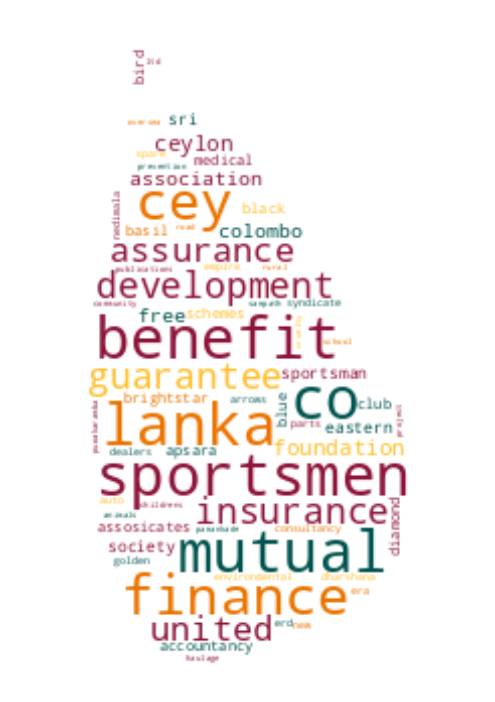 bird
ltd
sri
ceylon
spare
medical
prevention
association
nedimala
cey
black
basil
road
colombo
assurance
publications
empire
rural
development
community
sampath
syndicate
free
schemes
benefit
school
guarantee
sportsman
brightstar
arrows
blue
co
club
project
lanka
parts
eastern
dealers
apsara
foundation
sportsmen
auto
childrens
insurance
diamond
animals
assosicates
consultancy
society
mutual
golden
environmental
dharshana
finance
era
united
erd
new
accountancy
haulage